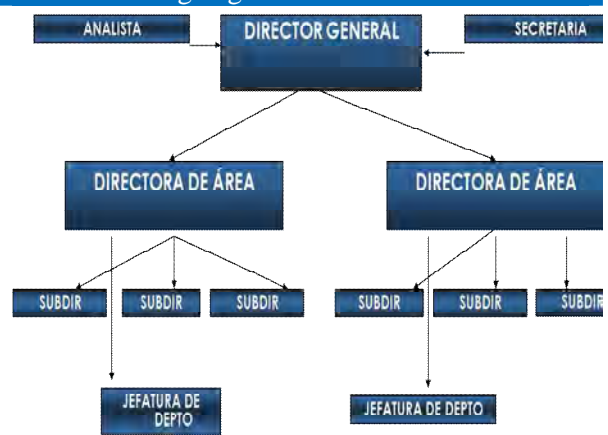 ANALISTA
DIRECTOR GENERAL
SECRETARIA
DIRECTORA DE ÁREA
DIRECTORA DE ÁREA
SUBDIR
SUBDIR
SUBDIR
SUBDIR
SUBDIR
SUBDIR
JEFATURA DE
DEPTO
JEFATURA DE DEPTO